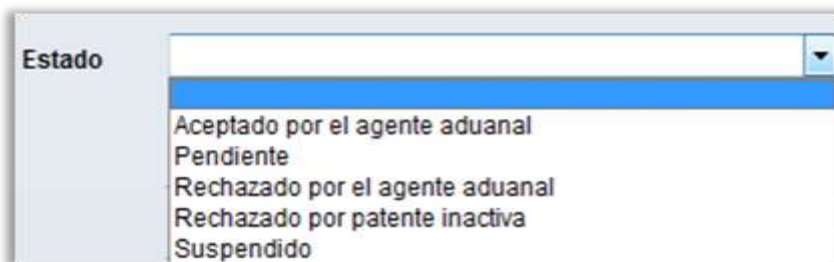 Estado
Aceptado por el agente aduanal
Pendiente
Rechazado por el agente aduanal
Rechazado por patente inactiva
Suspendido